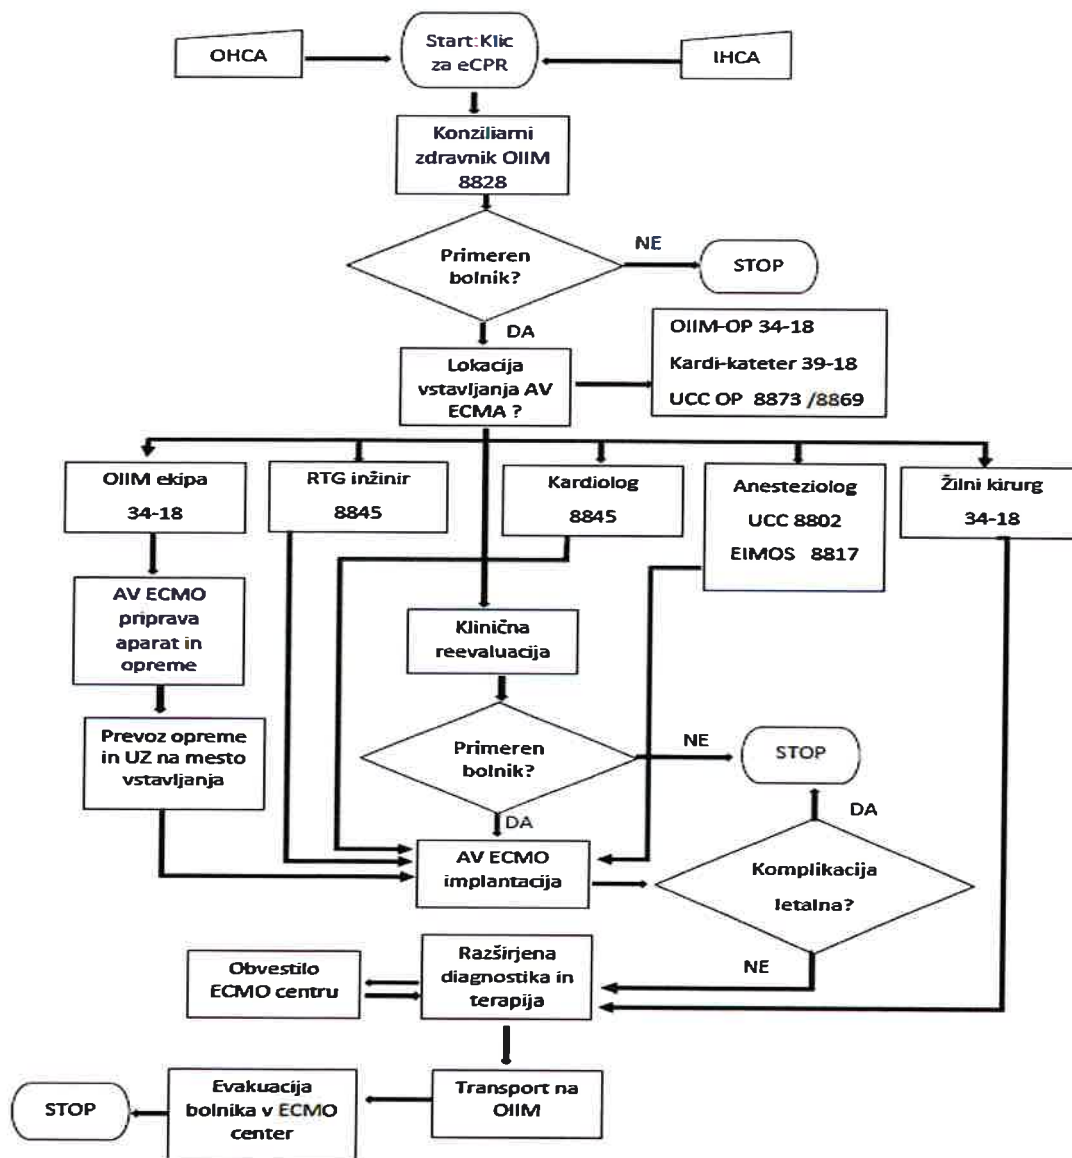 OHCA
Start:Klic
za eCPR
IHCA
Konziliarni
zdravnik OIIM
8828
Primeren
bolnik?
NE
STOP
DA
Lokacija
vstavljanja AV
ECMA ?
OIIM-OP 34-18
Kardi-kateter 39-18
UCC OP 8873 /8869
OIIM ekipa
34-18
RTG inžinir
8845
Kardiolog
8845
Anesteziolog
UCC 8802
EIMOS 8817
Žilni kirurg
34-18
AV ECMO
priprava
aparat in
opreme
Klinična
reevaluacija
Prevoz opreme
in UZ na mesto
vstavljanja
Primeren
bolnik?
NE
STOP
DA
DA
AV ECMO
implantacija
Komplikacija
letalna?
NE
Obvestilo
ECMO centru
Razširjena
diagnostika in
terapija
STOP
Evakuacija
bolnika v ECMO
center
Transport na
OIIM